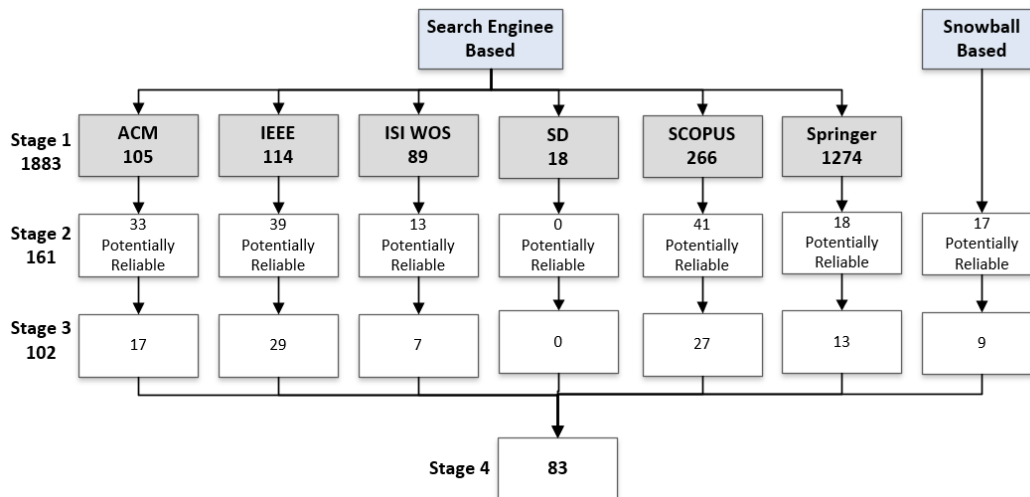 Search Enginee
Based
Snowball
Based
Stage 1
1883
ACM
105
IEEE
114
ISI WOS
89
SD
18
SCOPUS
266
Springer
1274
Stage 2
161
33
Potentially
Reliable
39
Potentially
Reliable
13
Potentially
Reliable
0
Potentially
Reliable
41
Potentially
Reliable
18
Potentially
Reliable
17
Potentially
Reliable
Stage 3
102
17
29
7
0
27
13
9
Stage 4
83